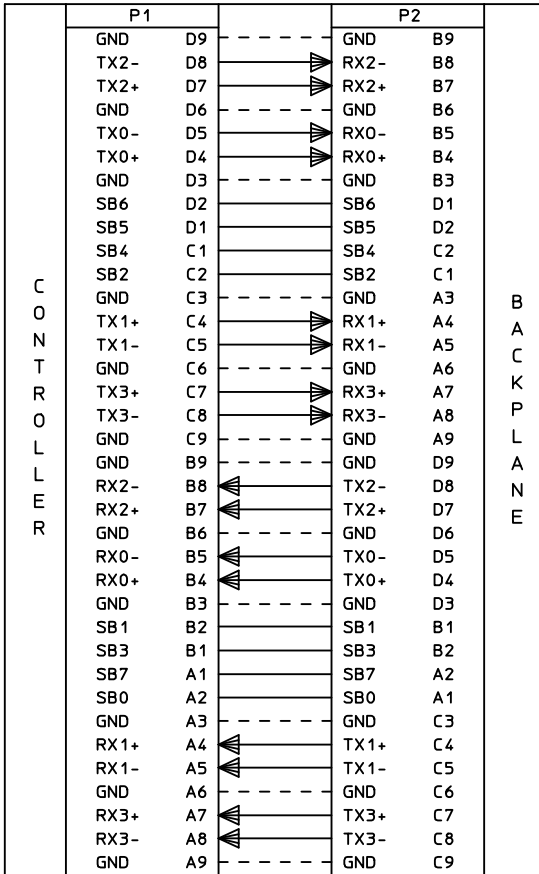 P1 P2
GND D9 GND B9
TX2- D8 RX2- B8
TX2+ D7 RX2+ B7
GND D6 GND B6
TX0- D5 RX0- B5
TX0+ D4 RX0+ B4
GND D3 GND B3
SB6 D2 SB6 D1
SB5 D1 SB5 D2
SB4 C1 SB4 C2
SB2 C2 SB2 C1
GND C3 GND A3
TX1+ C4 RX1+ A4
TX1- C5 RX1- A5
GND C6 GND A6
TX3+ C7 RX3+ A7
TX3- C8 RX3- A8
GND C9 GND A9
GND B9 GND D9
RX2- B8 TX2- D8
RX2+ B7 TX2+ D7
GND B6 GND D6
RX0- B5 TX0- D5
RX0+ B4 TX0+ D4
GND B3 GND D3
SB1 B2 SB1 B1
SB3 B1 SB3 B2
SB7 A1 SB7 A2
SB0 A2 SB0 A1
GND A3 GND C3
RX1+ A4 TX1+ C4
RX1- A5 TX1- C5
GND A6 GND C6
RX3+ A7 TX3+ C7
RX3- A8 TX3- C8
GND A9 GND C9
CONTROLLER
BACKPLANE